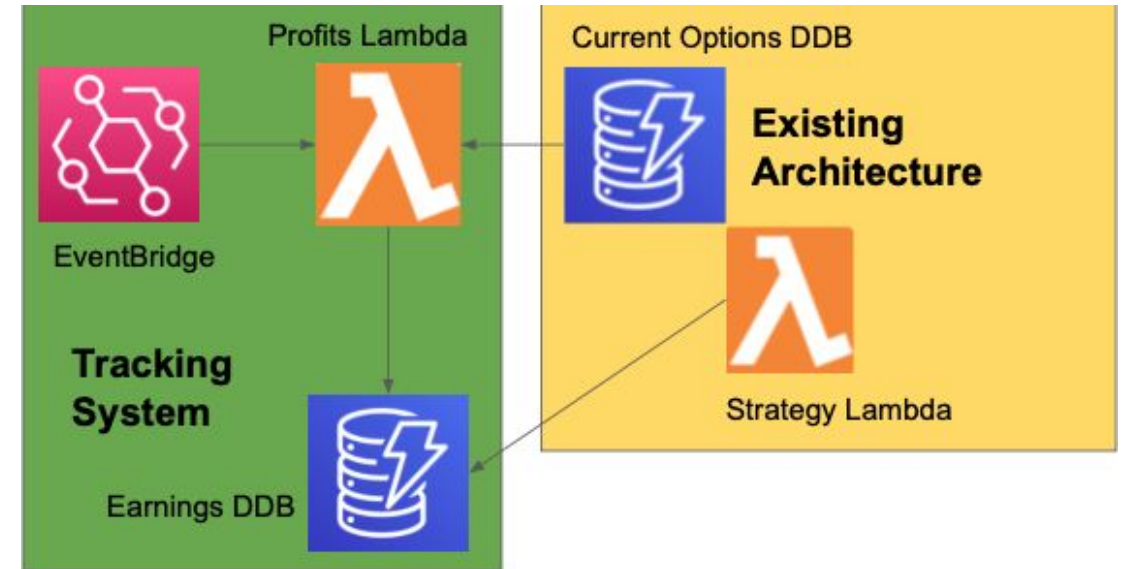 Profits Lambda
EventBridge
Tracking
System
Earnings DDB
Current Options DDB
Existing
Architecture
Strategy Lambda